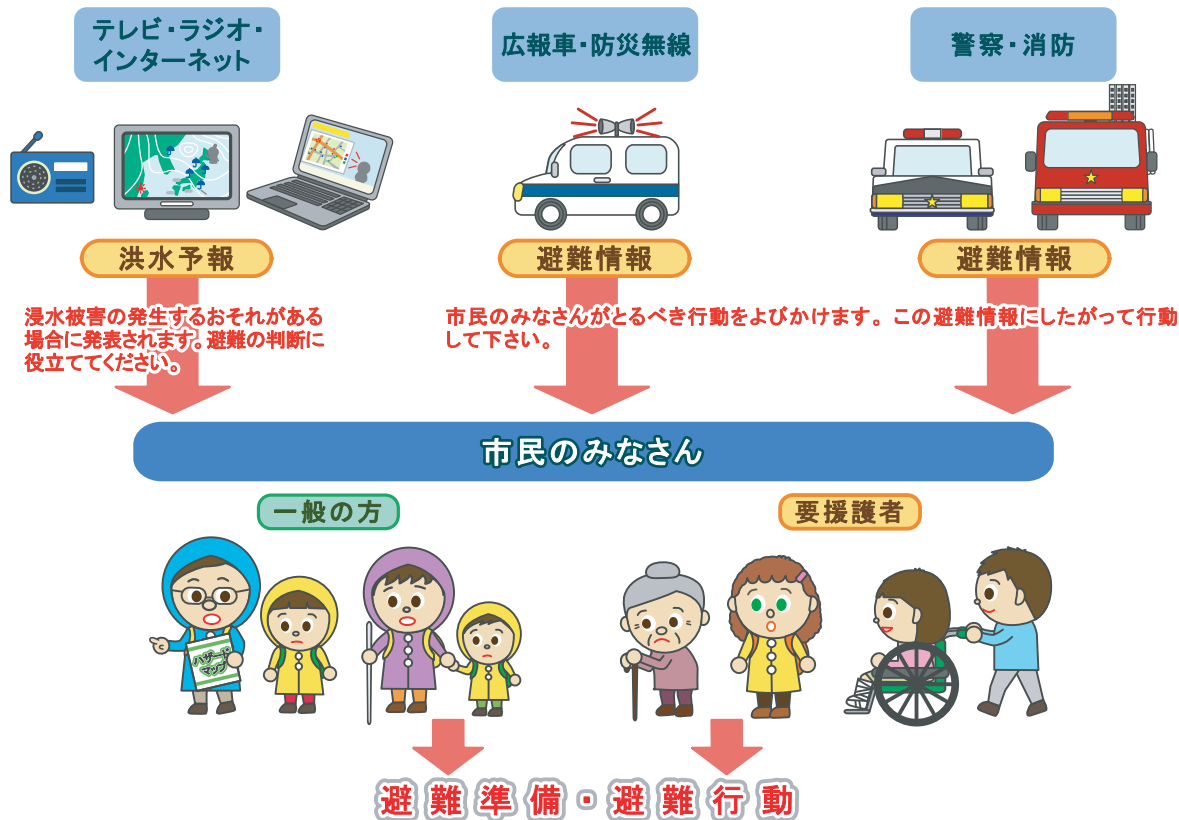 テレビ・ラジオ・
インターネット
広報車・防災無線
警察・消防
洪水予報
避難情報
避難情報
浸水被害の発生するおそれがある
場合に発表されます。避難の判断に
役立ててください。
市民のみなさんがとるべき行動をよびかけます。この避難情報にしたがって行動
して下さい。
市民のみなさん
一般の方
要援護者
ハザード
マップ
避難準備・避難行動